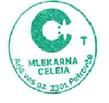 C T
MLEKARNA
CELEIA
Arja vas 92 3301 Petrovče